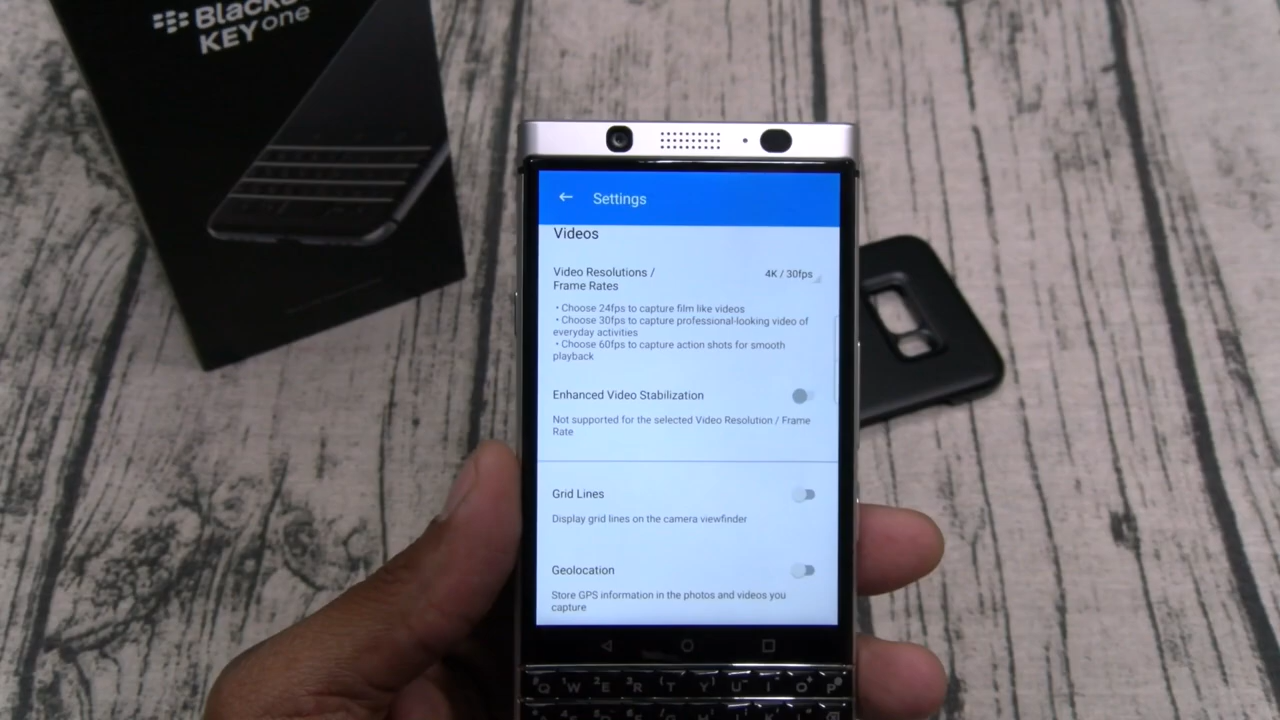 KEYone
Settings
Videos
Video Resolutions /
Frame Rates
4K / 30fps
• Choose 24fps to capture film like videos
• Choose 30fps to capture professional-looking video of
everyday activities
• Choose 60fps to capture action shots for smooth
playback
Enhanced Video Stabilization
Not supported for the selected Video Resolution / Frame
Rate
Grid Lines
Display grid lines on the camera viewfinder
Geolocation
Store GPS information in the photos and videos you
capture
Q W E R T Y U I O P